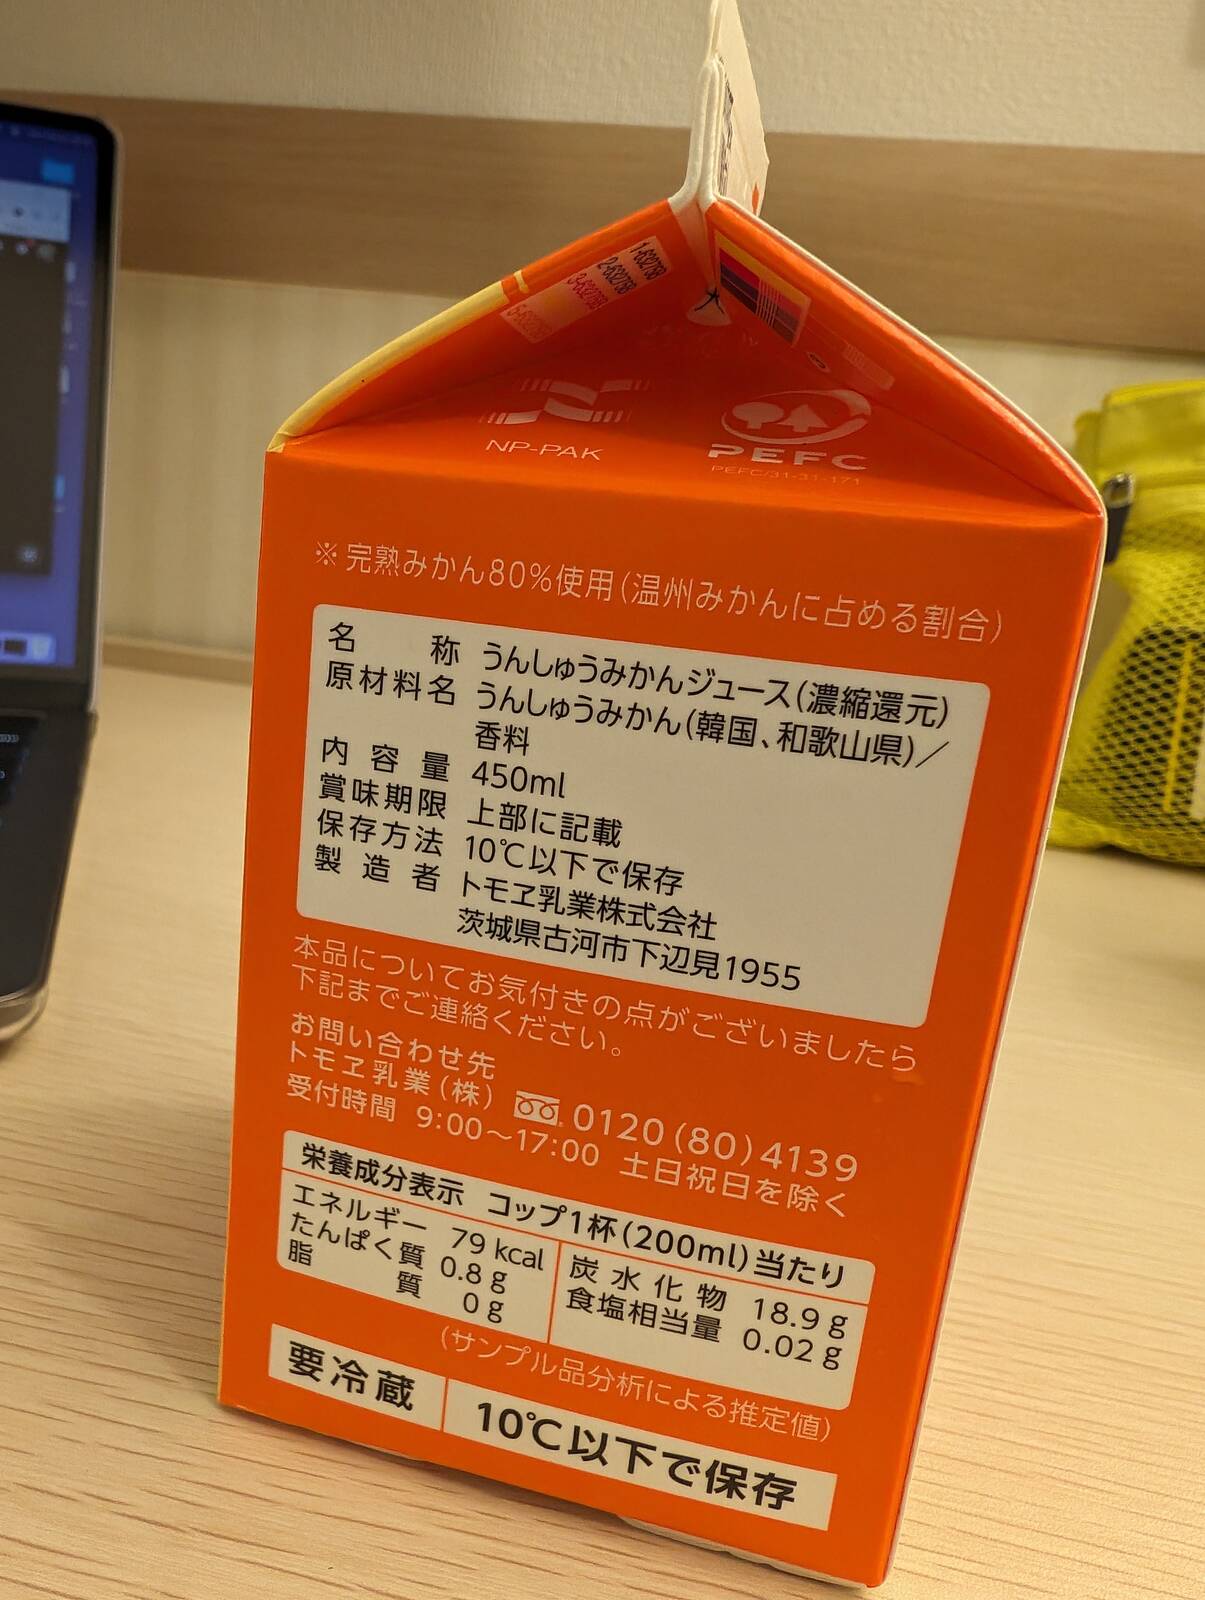 1-632793
2-632793
3-632793
NP-PAK
PEFC
PEFC/31-31-171
※完熟みかん80%使用(温州みかんに占める割合)
名称 うんしゅうみかんジュース(濃縮還元)
原材料名 うんしゅうみかん(韓国、和歌山県)/
香料
内容量 450ml
賞味期限 上部に記載
保存方法 10℃以下で保存
製造者 トモヱ乳業株式会社
茨城県古河市下辺見1955
本品についてお気付きの点がございましたら
下記までご連絡ください。
お問い合わせ先
トモヱ乳業(株) 0120(80)4139
受付時間 9:00~17:00 土日祝日を除く
栄養成分表示 コップ1杯(200ml)当たり
エネルギー 79 kcal 炭水化物 18.9 g
たんぱく質 0.8 g 食塩相当量 0.02 g
脂質 0 g
(サンプル品分析による推定値)
要冷蔵 10℃以下で保存